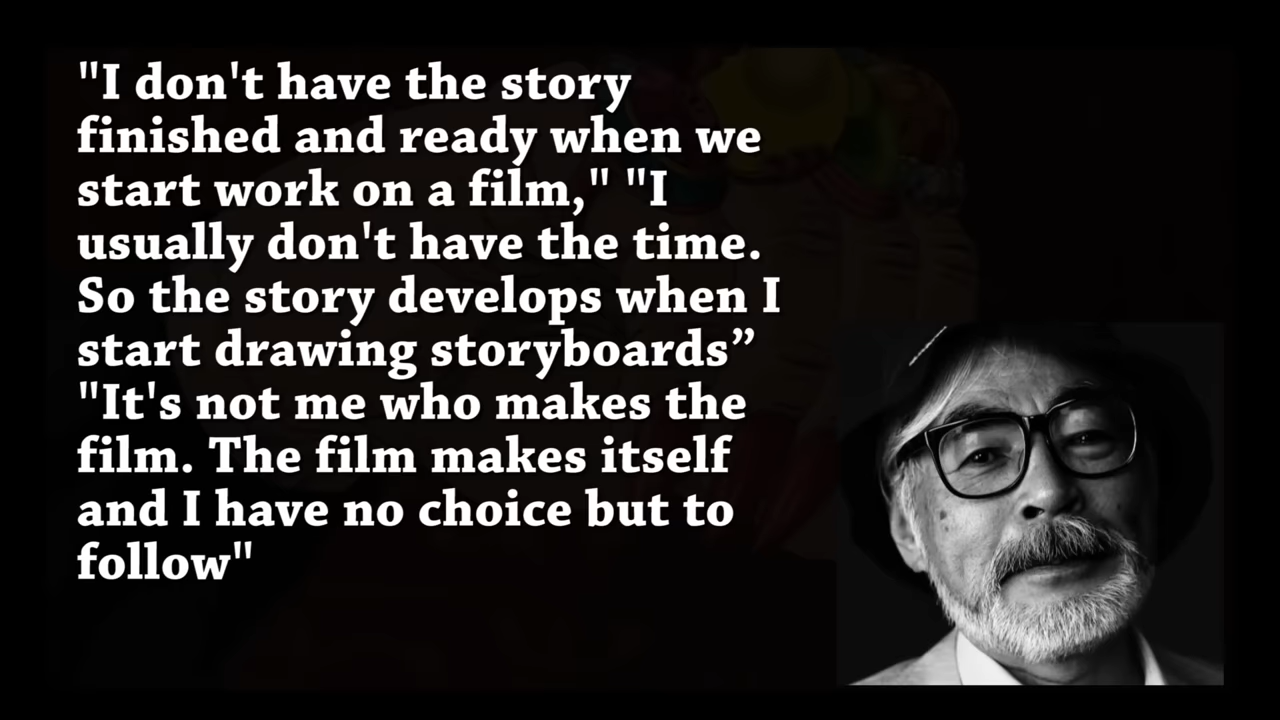 "I don't have the story
finished and ready when we
start work on a film," "I
usually don't have the time.
So the story develops when I
start drawing storyboards”
"It's not me who makes the
film. The film makes itself
and I have no choice but to
follow"